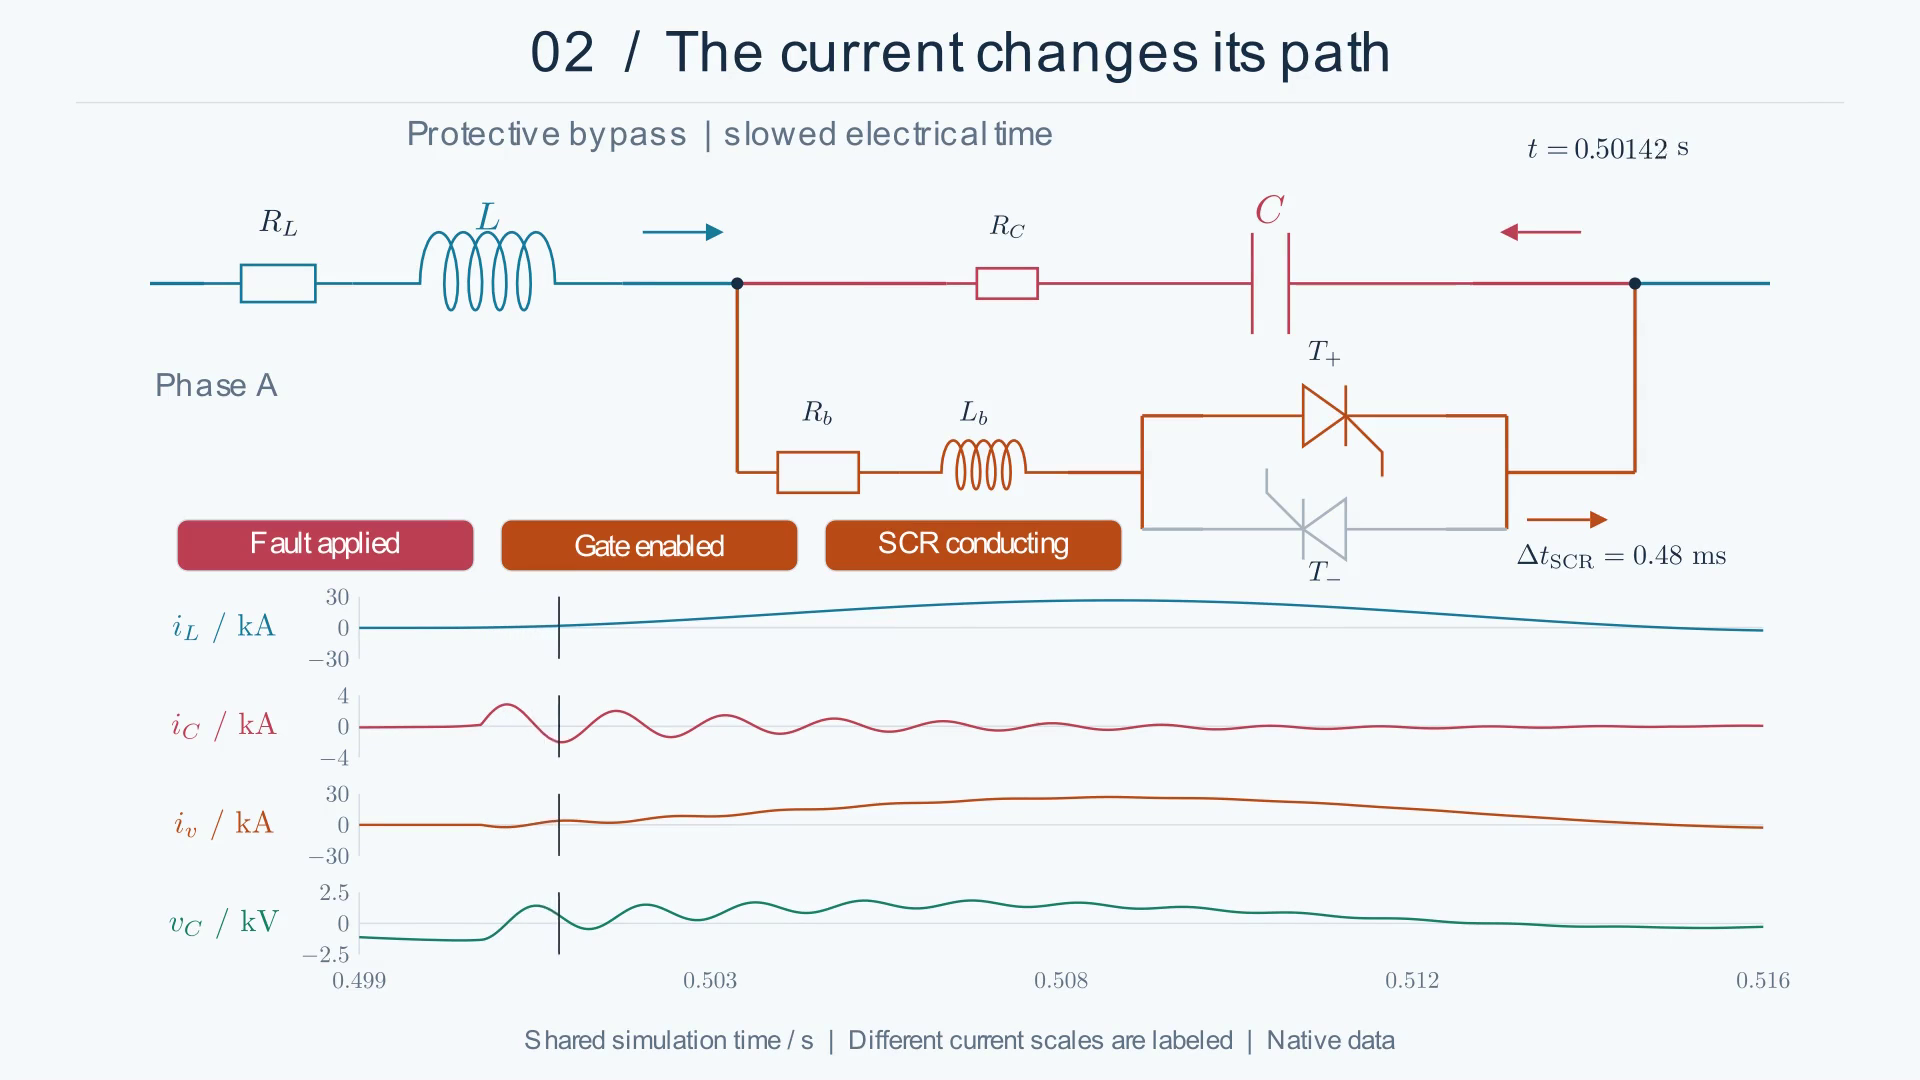 02 / The current changes its path
Protective bypass | slowed electrical time
t = 0.50142 s
R_L
L
R_C
C
T_+
Phase A
R_b
L_b
Fault applied
Gate enabled
SCR conducting
T_−
Δt_SCR = 0.48 ms
i_L / kA
30
0
−30
i_C / kA
4
0
−4
i_v / kA
30
0
−30
v_C / kV
2.5
0
−2.5
0.499 0.503 0.508 0.512 0.516
Shared simulation time / s | Different current scales are labeled | Native data